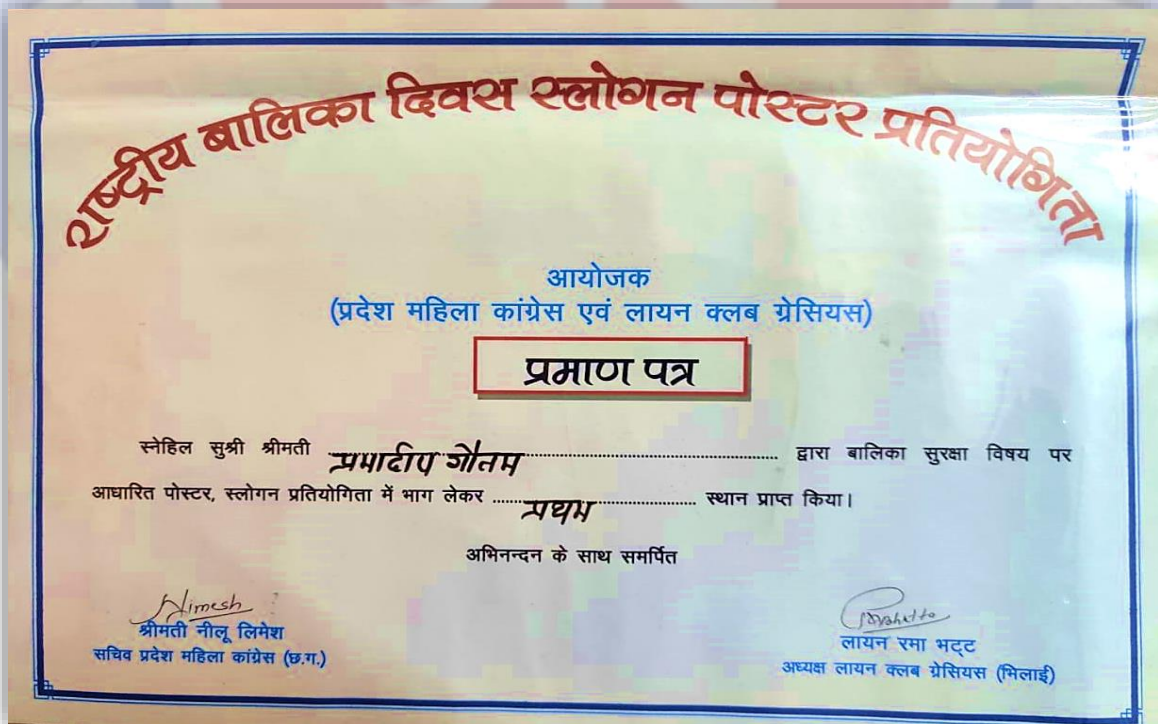 राष्ट्रीय बालिका दिवस स्लोगन पोस्टर प्रतियोगिता
आयोजक
(प्रदेश महिला कांग्रेस एवं लायन क्लब ग्रेसियस)
प्रमाण पत्र
स्नेहिल सुश्री श्रीमती प्रभादीप गौतम द्वारा बालिका सुरक्षा विषय पर
आधारित पोस्टर, स्लोगन प्रतियोगिता में भाग लेकर प्रथम स्थान प्राप्त किया।
अभिनन्दन के साथ समर्पित
श्रीमती नीलू लिमेश
सचिव प्रदेश महिला कांग्रेस (छ.ग.)
लायन रमा भट्ट
अध्यक्ष लायन क्लब ग्रेसियस (भिलाई)